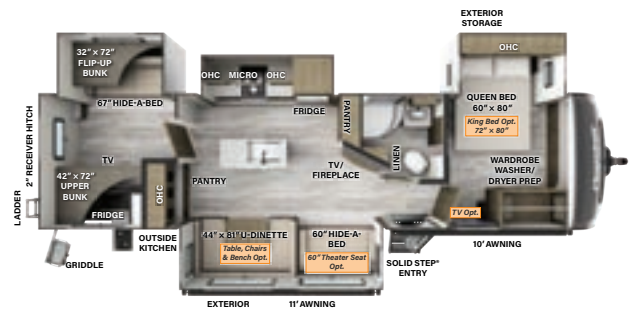 EXTERIOR
STORAGE
OHC
32" × 72"
FLIP-UP
BUNK
OHC
MICRO
OHC
67" HIDE-A-BED
FRIDGE
PANTRY
QUEEN BED
60" × 80"
King Bed Opt.
72" × 80"
2" RECEIVER HITCH
TV
LINEN
TV/
FIREPLACE
WARDROBE
WASHER/
DRYER PREP
42" × 72"
UPPER
BUNK
OHC
PANTRY
LADDER
FRIDGE
TV Opt.
OUTSIDE
KITCHEN
44" × 81" U-DINETTE
Table, Chairs
& Bench Opt.
60" HIDE-A-
BED
60" Theater Seat
Opt.
10' AWNING
GRIDDLE
SOLID STEP®
ENTRY
EXTERIOR
11' AWNING